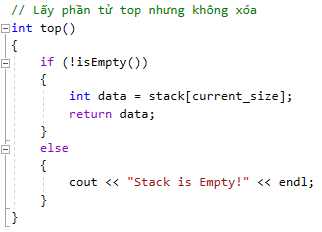 // Lấy phần tử top nhưng không xóa
int top()
{
    if (!isEmpty())
    {
        int data = stack[current_size];
        return data;
    }
    else
    {
        cout << "Stack is Empty!" << endl;
    }
}